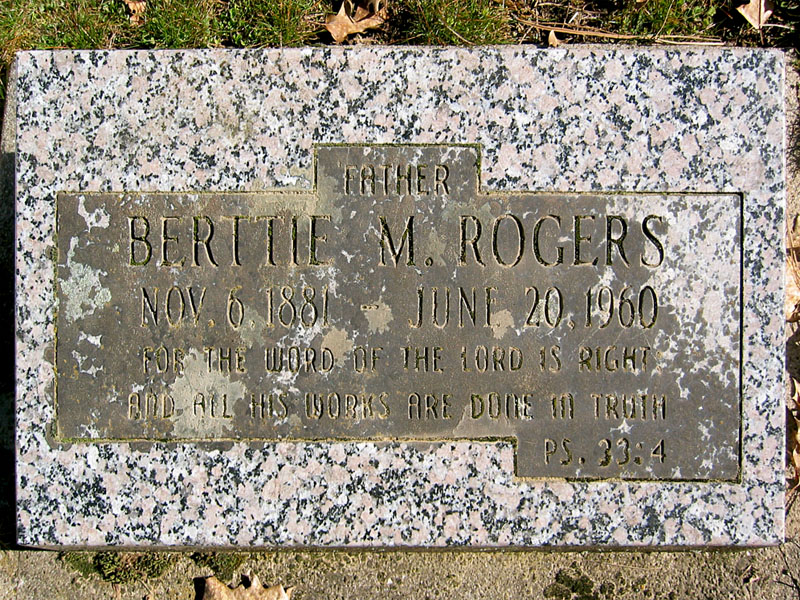 FATHER
BERTTIE M. ROGERS
NOV. 6, 1881 - JUNE 20, 1960
FOR THE WORD OF THE LORD IS RIGHT;
AND ALL HIS WORKS ARE DONE IN TRUTH
PS. 33:4